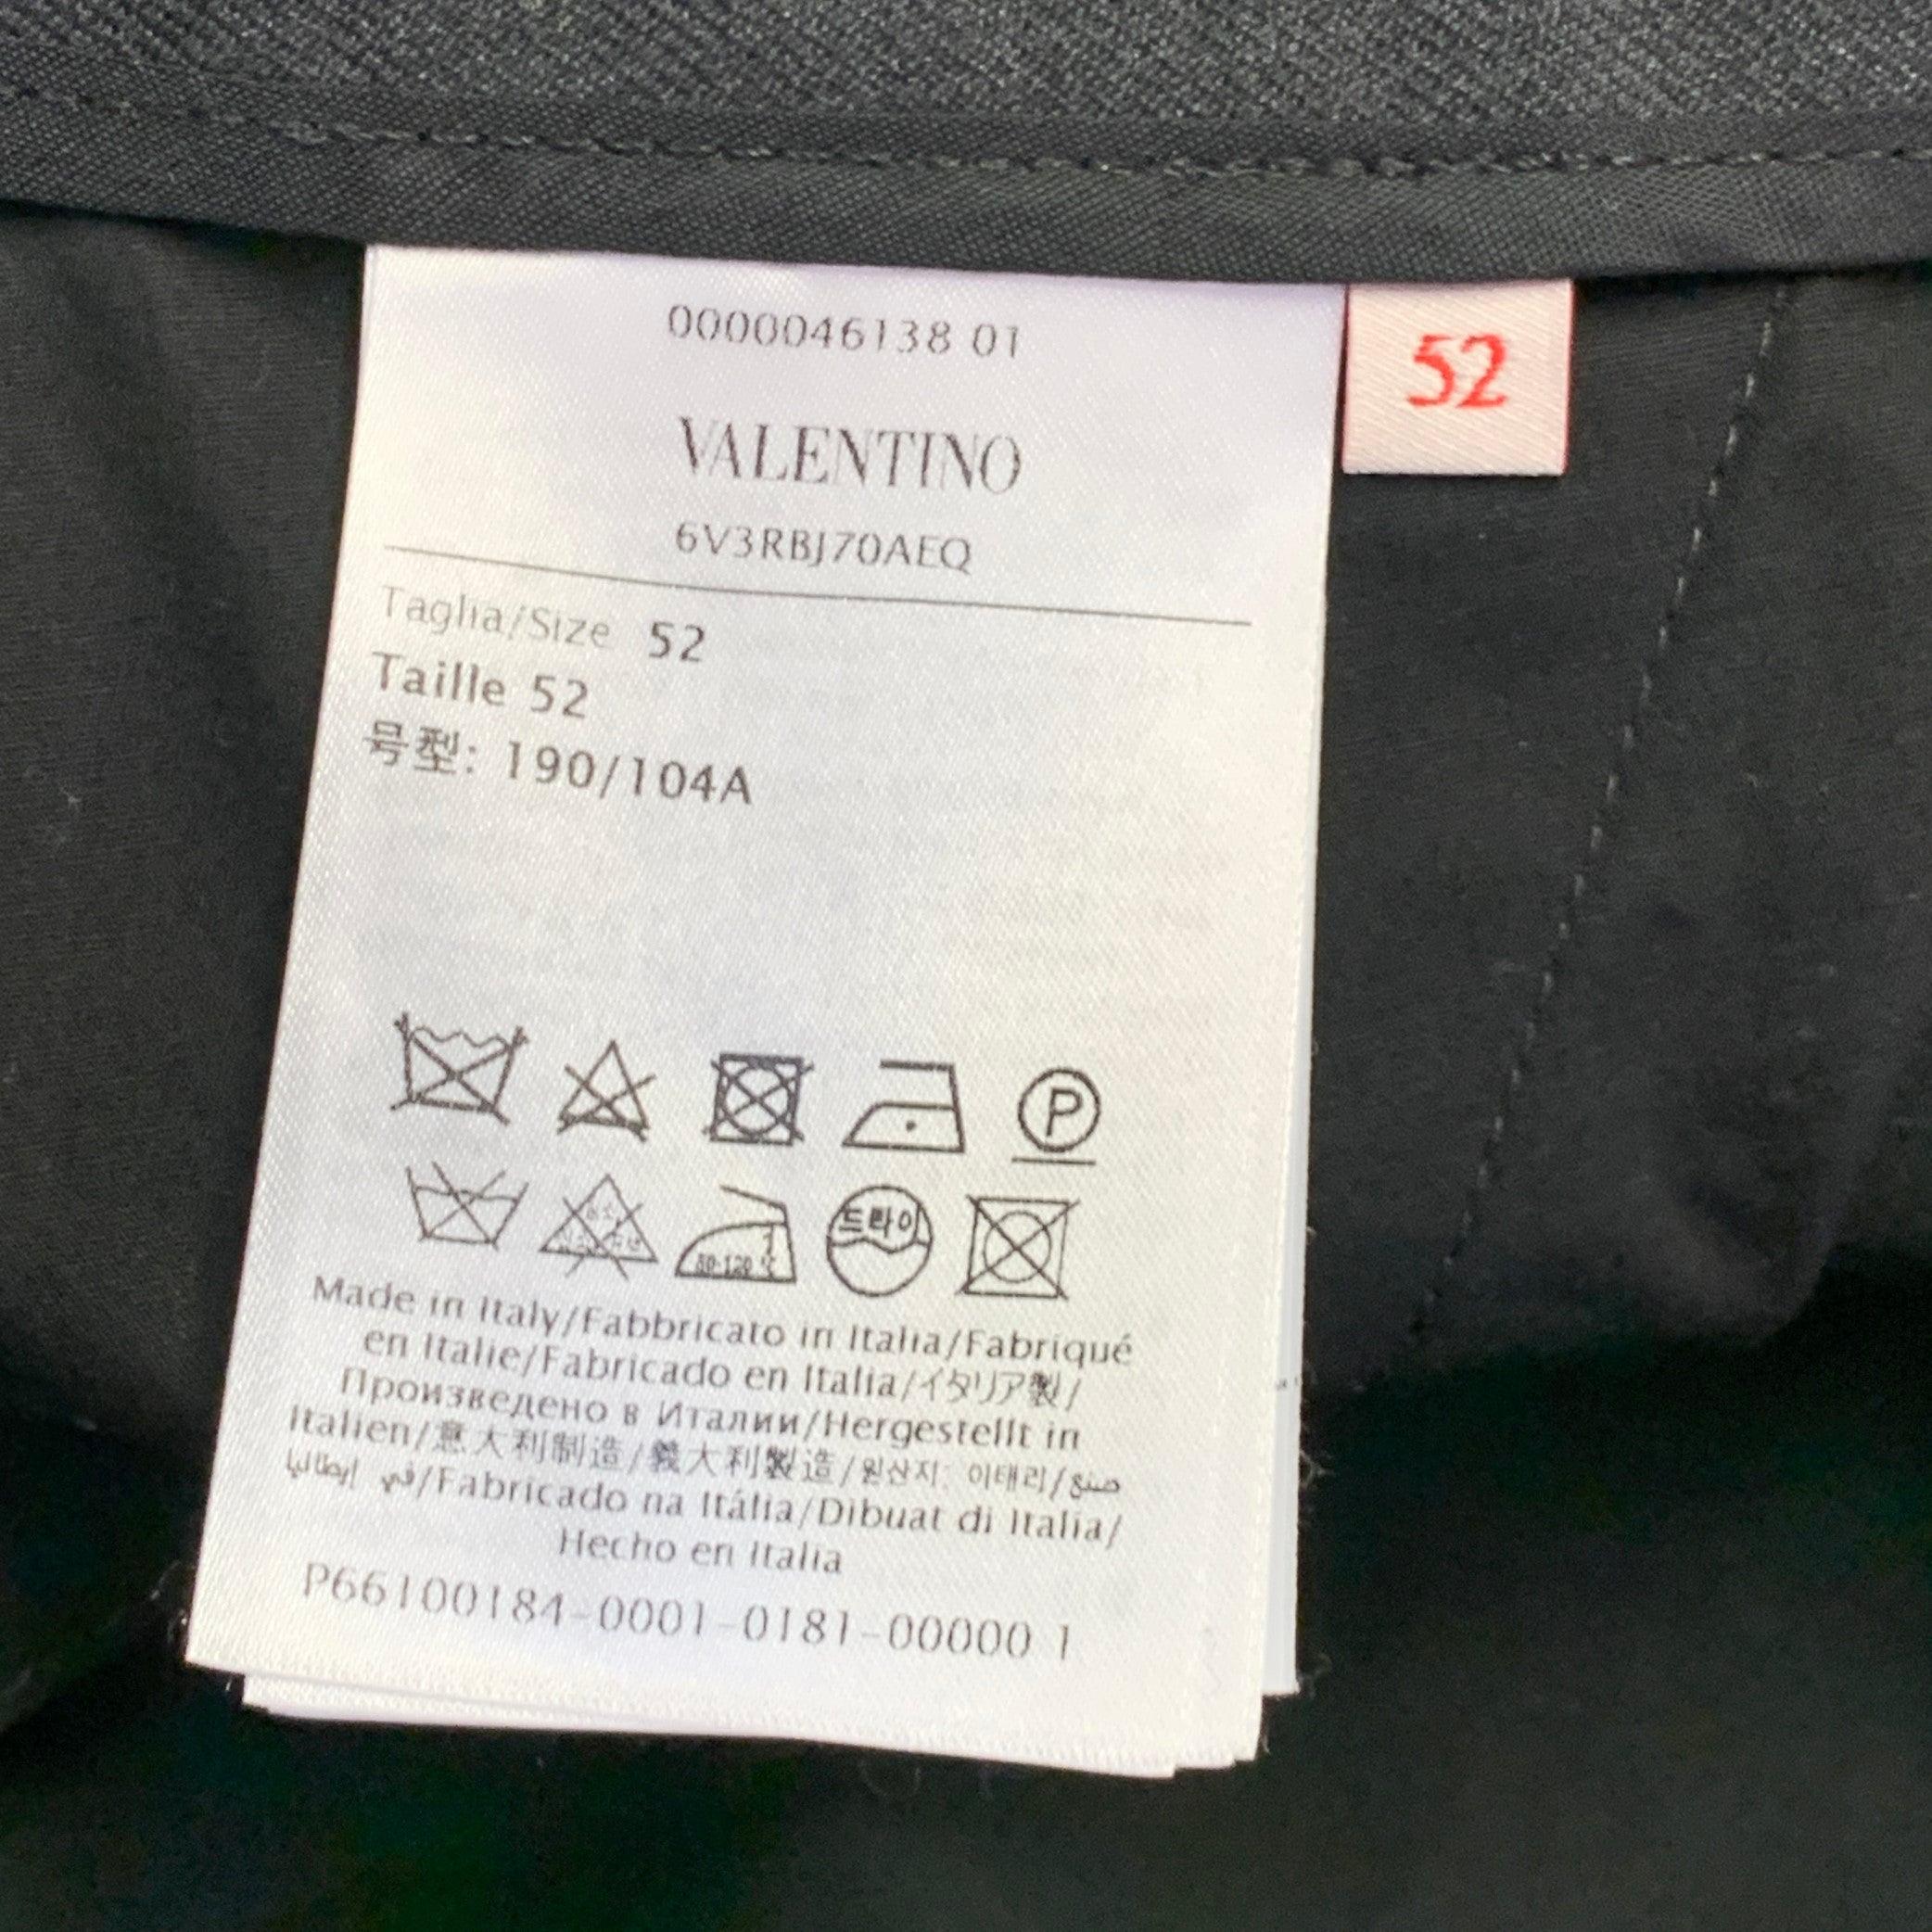 0000046138 01
52
VALENTINO
6V3RBJ70AEQ
Taglia/Size 52
Taille 52
号型: 190/104A
P
드라이
80-120 ℃
Made in Italy/Fabbricato in Italia/Fabriqué
en Italie/Fabricado en Italia/イタリア製/
Произведено в Италии/Hergestellt in
Italien/意大利制造/義大利製造/원산지: 이태리/صنع
في إيطاليا/Fabricado na Itália/Dibuat di Italia/
Hecho en Italia
P66100184-0001-0181-00000 1